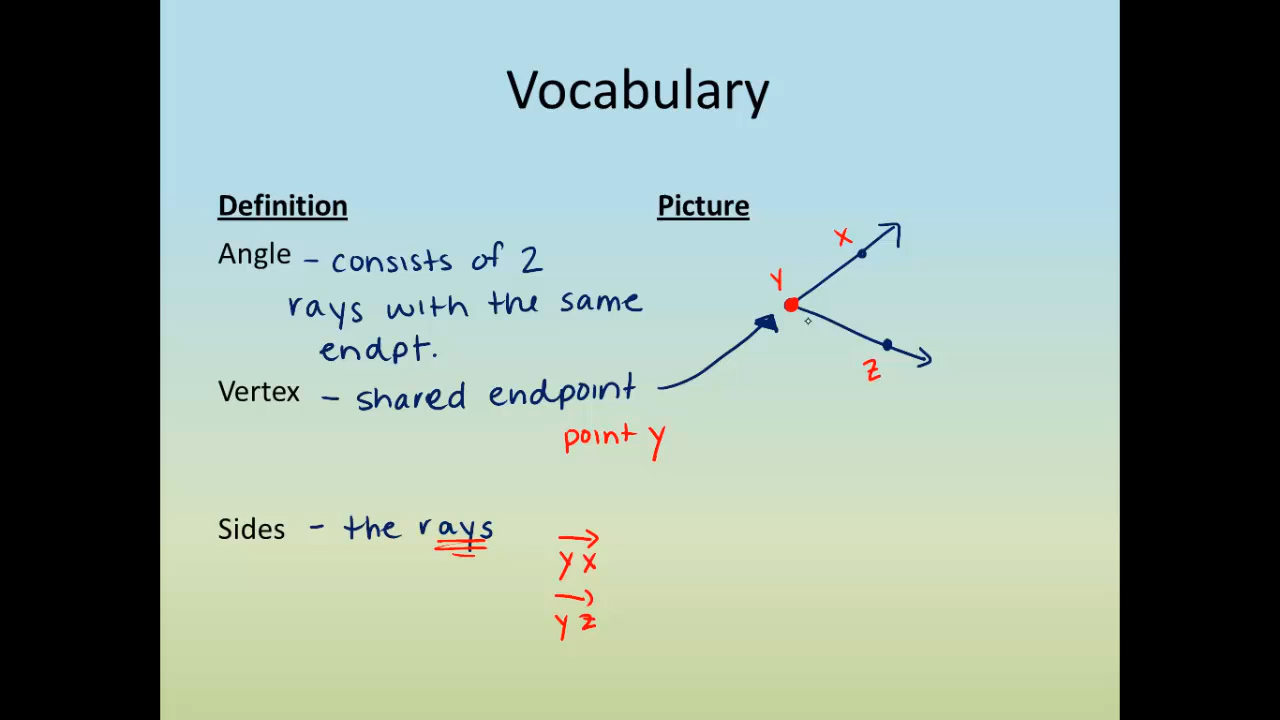 Vocabulary
Definition
Picture
Angle – consists of 2
rays with the same
endpt.
Vertex – shared endpoint
point Y
Sides – the rays
YX
YZ
X
Y
Z